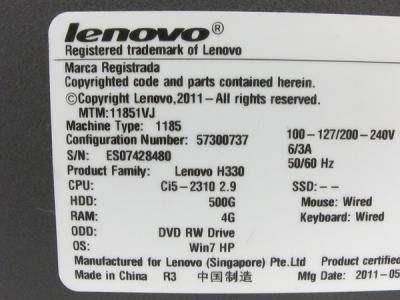 lenovo®
Registered trademark of Lenovo
Marca Registrada
Copyrighted code and parts contained herein.
©Copyright Lenovo,2011-All rights reserved.
MTM:11851VJ
Machine Type: 1185
Configuration Number: 57300737 100-127/200-240V
S/N: ES07428480 6/3A
50/60 Hz
Product Family: Lenovo H330
CPU: Ci5-2310 2.9 SSD:--
HDD: 500G Mouse: Wired
RAM: 4G Keyboard: Wired
ODD: DVD RW Drive
OS: Win7 HP
Manufactured for Lenovo (Singapore) Pte.Ltd Product certified
Made in China R3 中国制造 Mfg Date: 2011-05